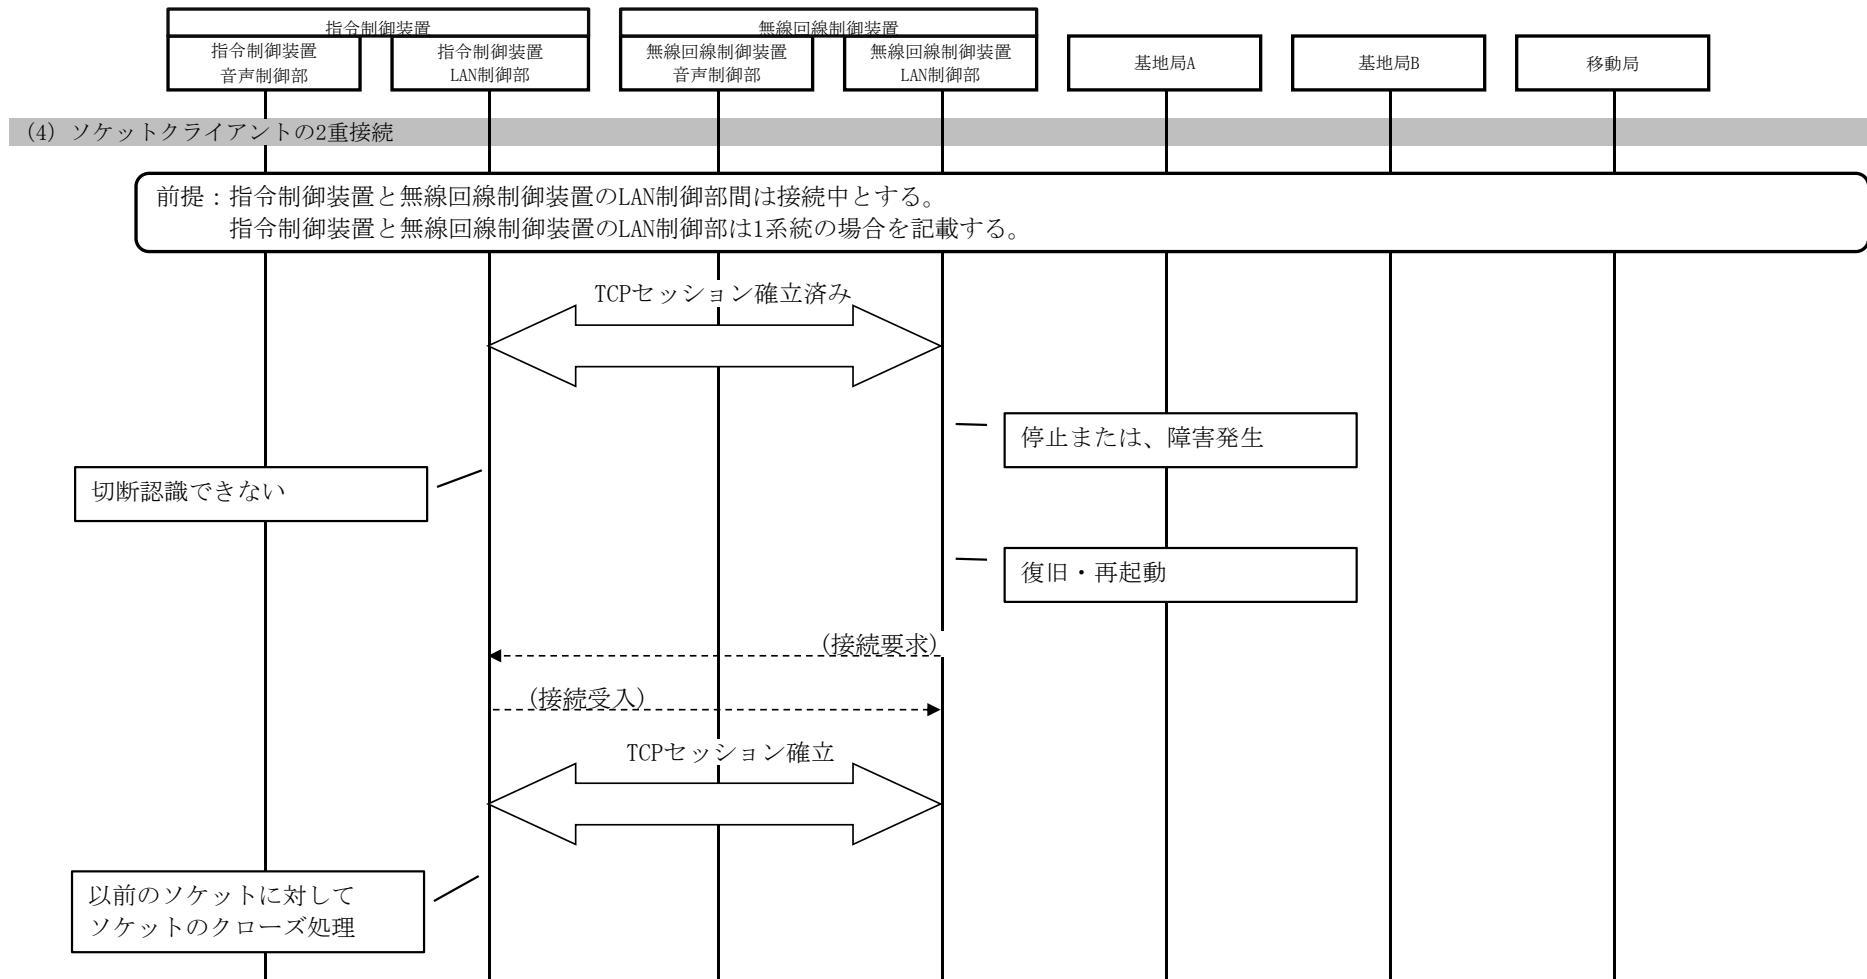 指令制御装置
無線回線制御装置
指令制御装置
音声制御部
指令制御装置
LAN制御部
無線回線制御装置
音声制御部
無線回線制御装置
LAN制御部
基地局A
基地局B
移動局
(4) ソケットクライアントの2重接続
前提：指令制御装置と無線回線制御装置のLAN制御部間は接続中とする。
指令制御装置と無線回線制御装置のLAN制御部は1系統の場合を記載する。
TCPセッション確立済み
停止または、障害発生
切断認識できない
復旧・再起動
(接続要求)
(接続受入)
TCPセッション確立
以前のソケットに対して
ソケットのクローズ処理